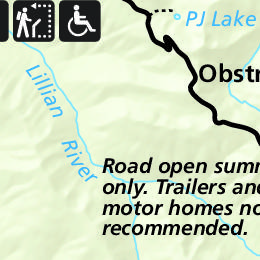 PJ Lake
Obstr
Lillian
River
Road open summ
only. Trailers and
motor homes no
recommended.